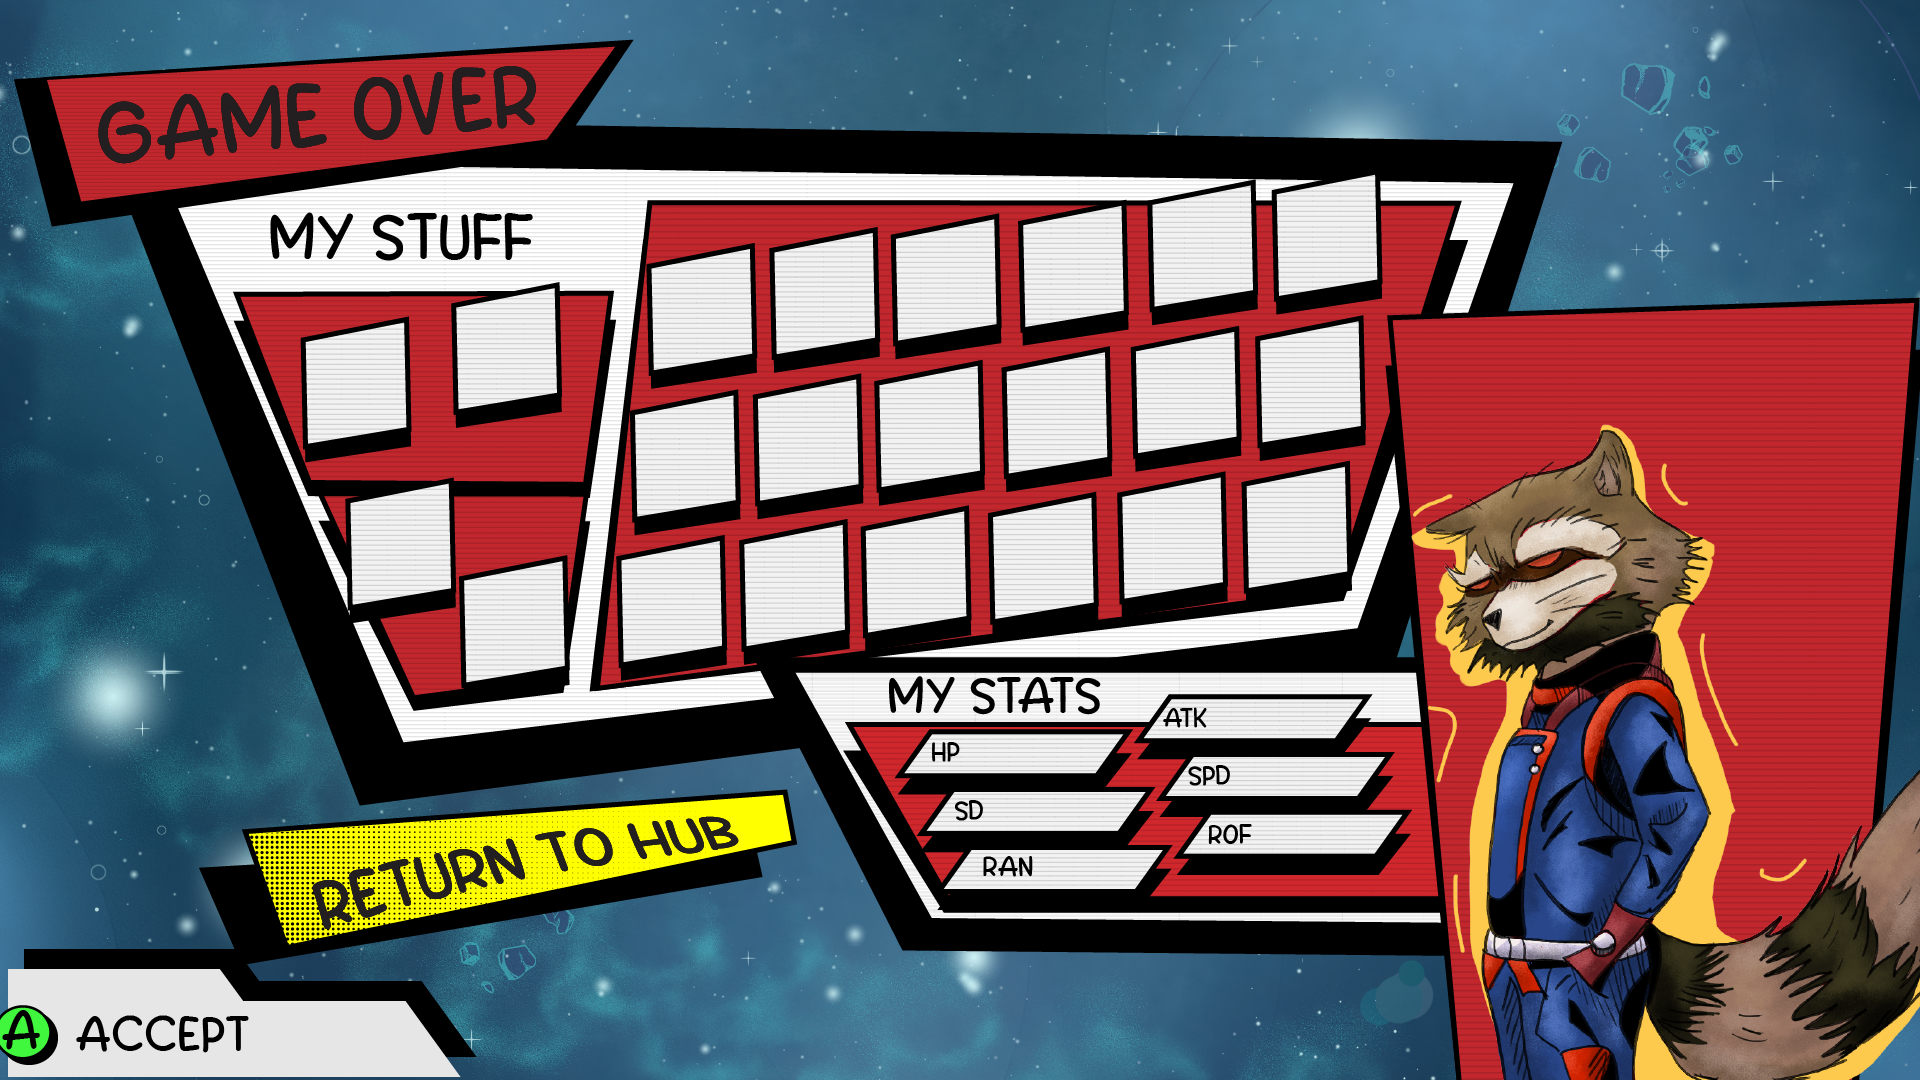 GAME OVER
MY STUFF
MY STATS
HP
ATK
SD
SPD
RAN
ROF
RETURN TO HUB
A ACCEPT